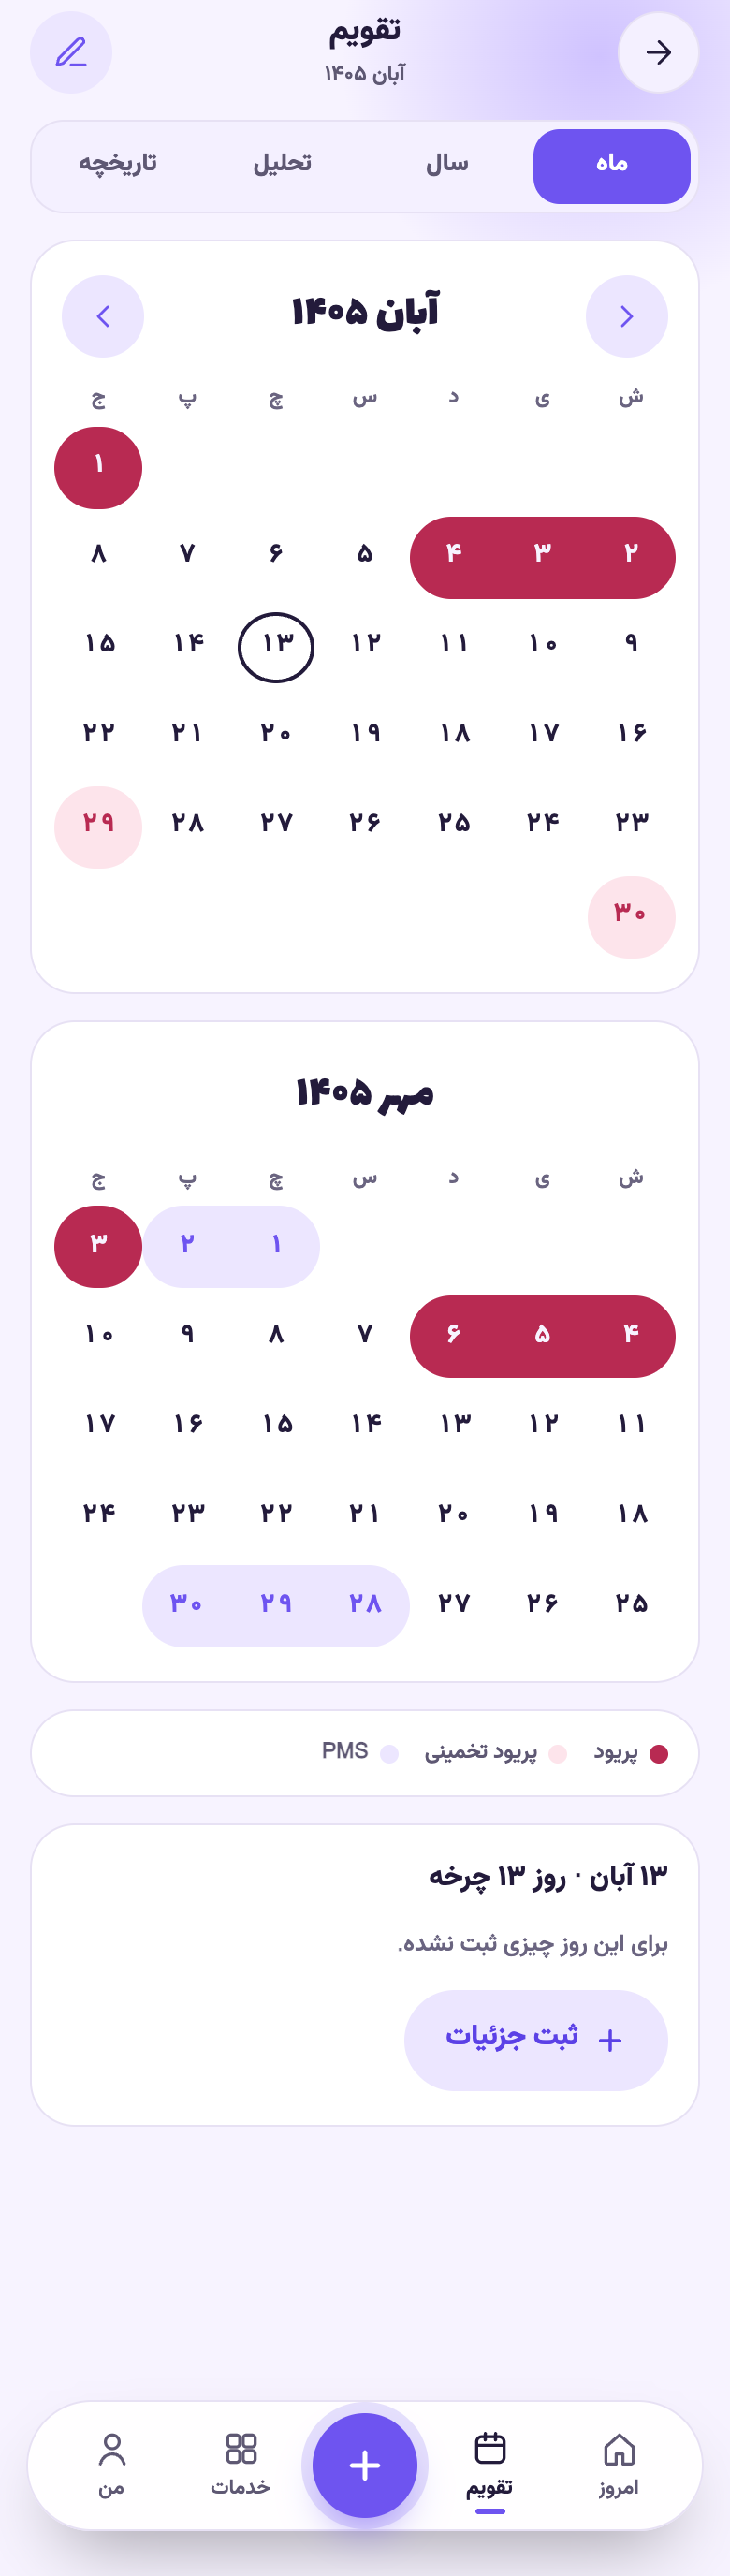 تقویم
آبان ۱۴۰۵
ماه سال تحلیل تاریخچه
آبان ۱۴۰۵
ش ی د س چ پ ج
۱
۲ ۳ ۴ ۵ ۶ ۷ ۸
۹ ۱۰ ۱۱ ۱۲ ۱۳ ۱۴ ۱۵
۱۶ ۱۷ ۱۸ ۱۹ ۲۰ ۲۱ ۲۲
۲۳ ۲۴ ۲۵ ۲۶ ۲۷ ۲۸ ۲۹
۳۰
مهر ۱۴۰۵
ش ی د س چ پ ج
۱ ۲ ۳
۴ ۵ ۶ ۷ ۸ ۹ ۱۰
۱۱ ۱۲ ۱۳ ۱۴ ۱۵ ۱۶ ۱۷
۱۸ ۱۹ ۲۰ ۲۱ ۲۲ ۲۳ ۲۴
۲۵ ۲۶ ۲۷ ۲۸ ۲۹ ۳۰
پریود پریود تخمینی PMS
۱۳ آبان · روز ۱۳ چرخه
برای این روز چیزی ثبت نشده.
ثبت جزئیات
امروز تقویم خدمات من